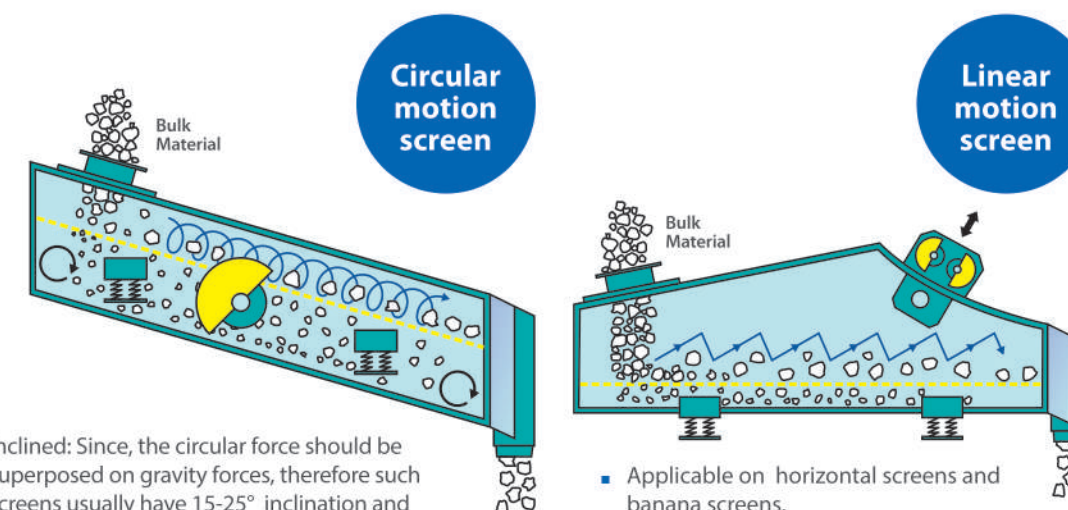 Circular
motion
screen
Bulk
Material
nclined: Since, the circular force should be
uperposed on gravity forces, therefore such
creens usually have 15-25° inclination and
Linear
motion
screen
Bulk
Material
Applicable on horizontal screens and
banana screens.